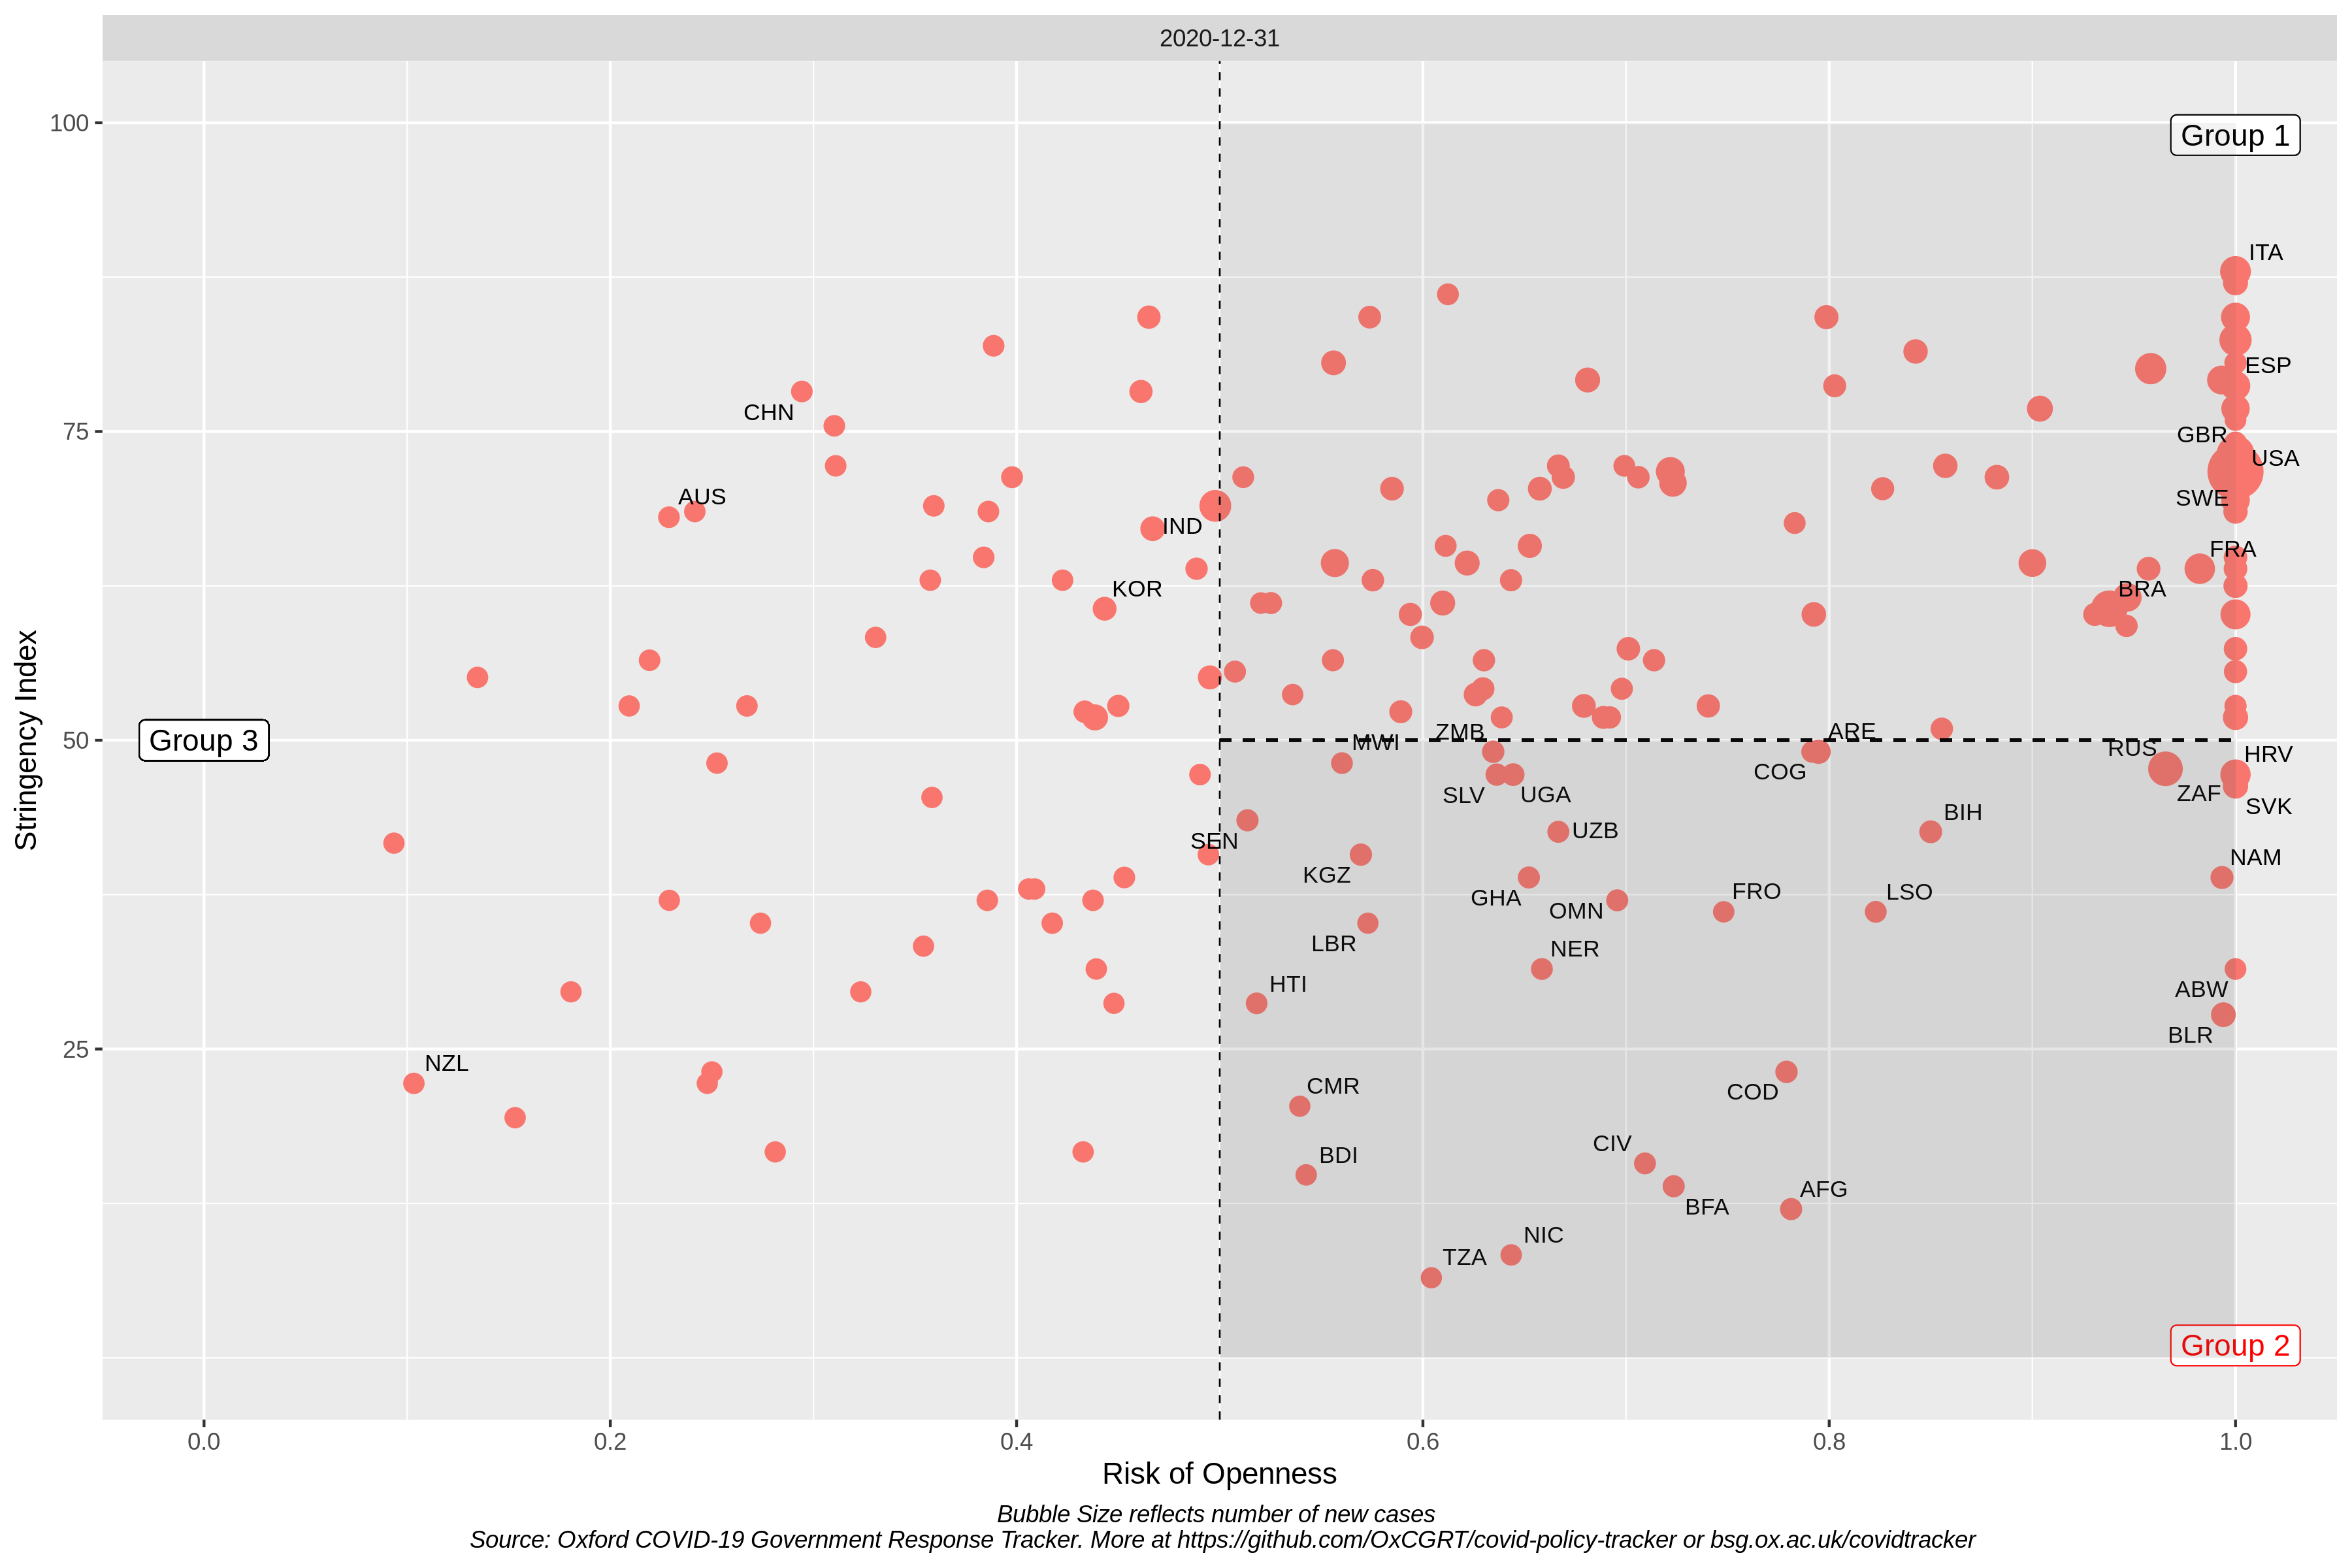 2020-12-31
100
Group 1
ITA
ESP
CHN
75
GBR
USA
AUS
SWE
IND
FRA
KOR
BRA
Stringency Index
Group 3
50
ZMB
ARE
MWI
RUS
HRV
COG
SLV
UGA
ZAF
SVK
BIH
UZB
SEN
NAM
KGZ
GHA
OMN
FRO
LSO
LBR
NER
HTI
ABW
BLR
25
NZL
CMR
COD
CIV
BDI
AFG
BFA
NIC
TZA
Group 2
0.0 0.2 0.4 0.6 0.8 1.0
Risk of Openness
Bubble Size reflects number of new cases
Source: Oxford COVID-19 Government Response Tracker. More at https://github.com/OxCGRT/covid-policy-tracker or bsg.ox.ac.uk/covidtracker